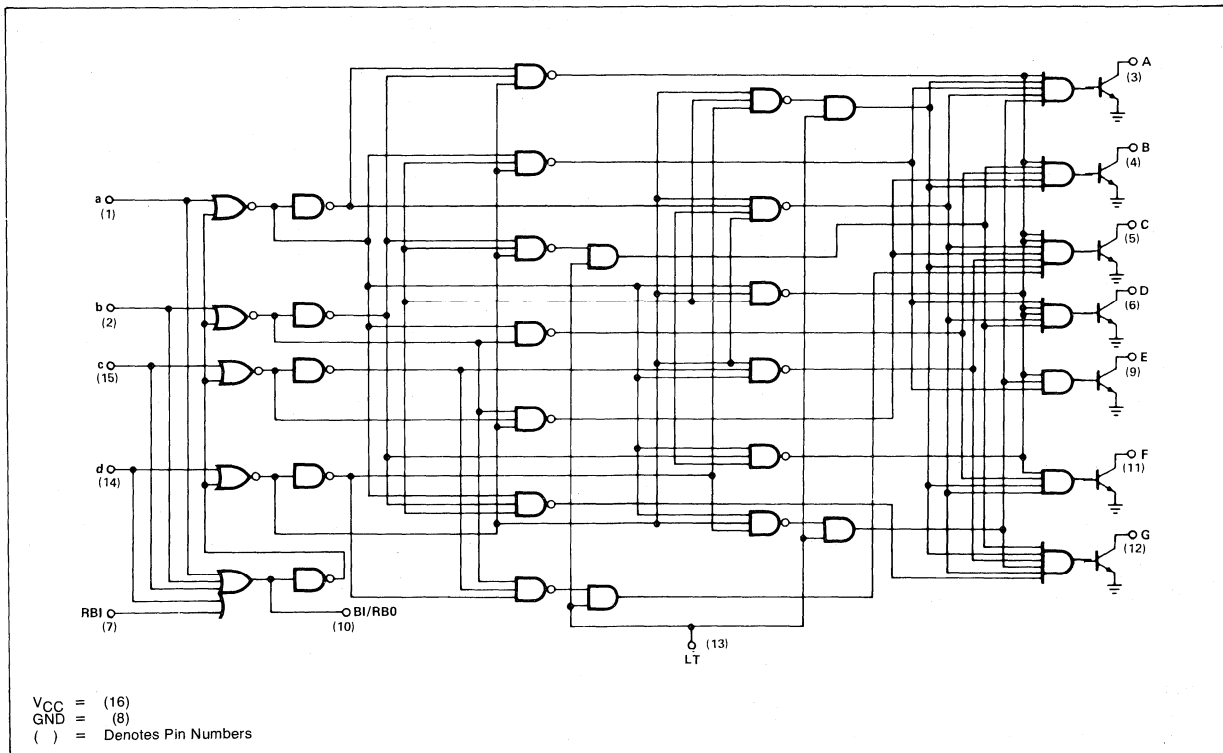 A
(3)
B
(4)
a
(1)
C
(5)
D
(6)
b
(2)
c
(15)
E
(9)
d
(14)
F
(11)
G
(12)
RBI
(7)
BI/RBO
(10)
(13)
LT
VCC = (16)
GND = (8)
( ) = Denotes Pin Numbers